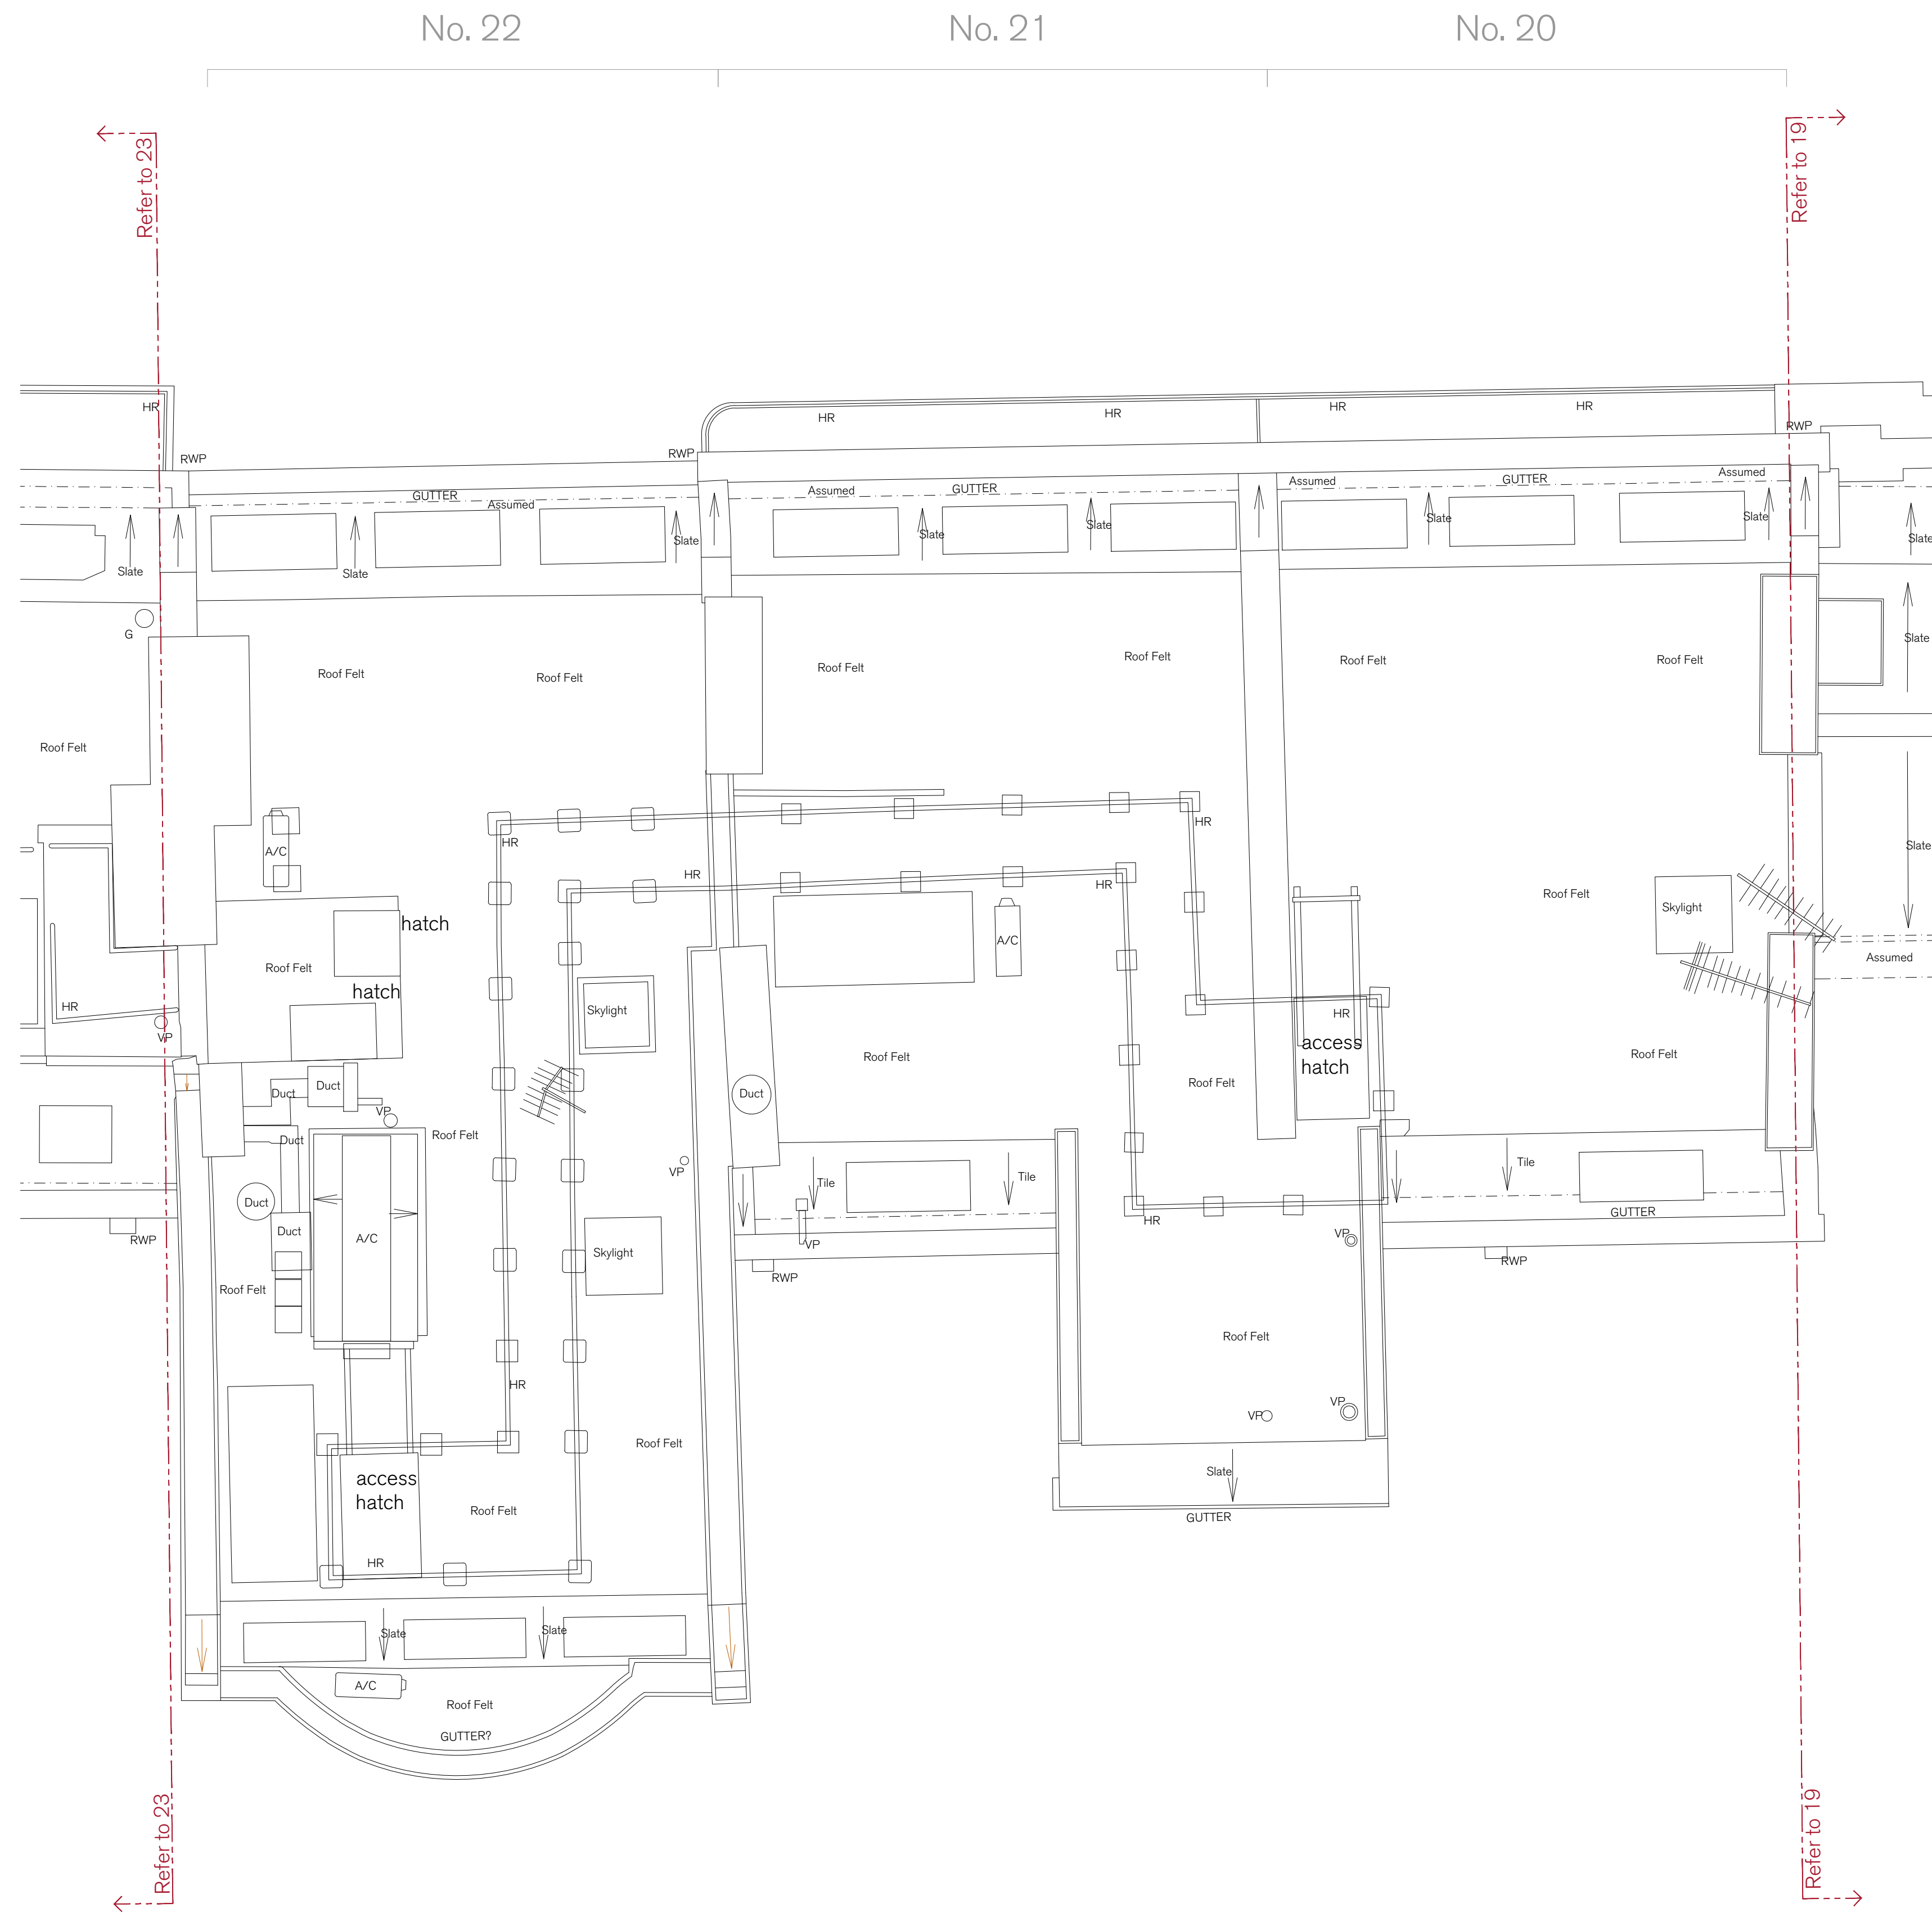 No. 22
No. 21
No. 20
Refer to 23
Refer to 19
HR
HR
HR
HR
HR
RWP
RWP
RWP
GUTTER
Assumed
Assumed
GUTTER
Assumed
GUTTER
Assumed
Slate
Slate
Slate
Slate
Slate
Slate
Slate
Slate
G
Roof Felt
Roof Felt
Roof Felt
Roof Felt
Roof Felt
Roof Felt
Slate
Roof Felt
A/C
HR
HR
Slate
HR
HR
hatch
A/C
Roof Felt
Skylight
Roof Felt
hatch
Assumed
HR
VP
Skylight
HR
access
hatch
Roof Felt
Roof Felt
Roof Felt
Duct
Duct
Duct
VP
Duct
Roof Felt
VP
Tile
Tile
Tile
Duct
Duct
A/C
Skylight
HR
VP
VP
GUTTER
RWP
RWP
RWP
Roof Felt
Roof Felt
HR
VP
VP
Roof Felt
Slate
access
hatch
Roof Felt
GUTTER
HR
Slate
Slate
A/C
Roof Felt
GUTTER?
Refer to 23
Refer to 19